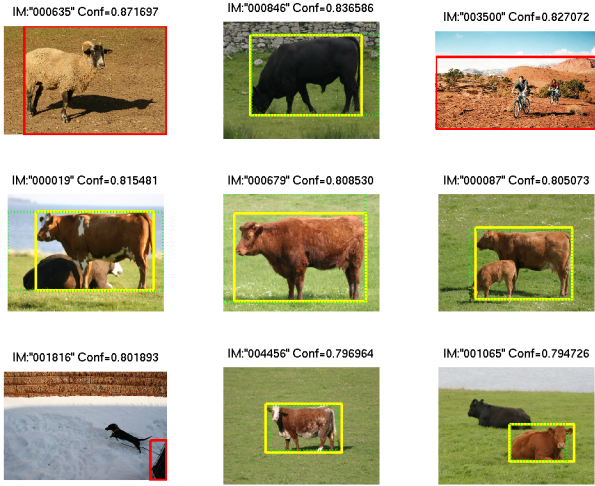 IM:"000635" Conf=0.871697
IM:"000846" Conf=0.836586
IM:"003500" Conf=0.827072
IM:"000019" Conf=0.815481
IM:"000679" Conf=0.808530
IM:"000087" Conf=0.805073
IM:"001816" Conf=0.801893
IM:"004456" Conf=0.796964
IM:"001065" Conf=0.794726